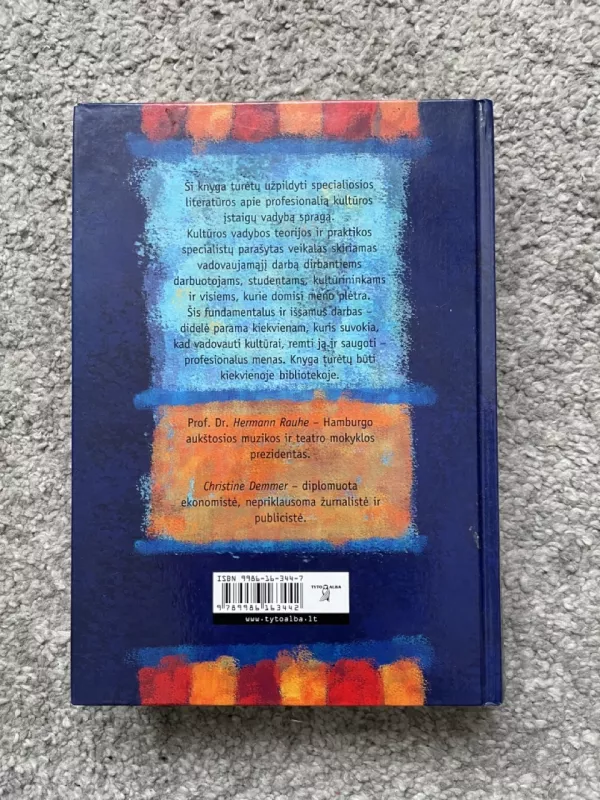 Ši knyga turėtų užpildyti specialiosios
literatūros apie profesionalią kultūros
įstaigų vadybą spragą.
Kultūros vadybos teorijos ir praktikos
specialistų parašytas veikalas skiriamas
vadovaujamąjį darbą dirbantiems
darbuotojams, studentams, kultūrininkams
ir visiems, kurie domisi meno plėtra.
Šis fundamentalus ir išsamus darbas –
didelė parama kiekvienam, kuris suvokia,
kad vadovauti kultūrai, remti ją ir saugoti –
profesionalus menas. Knyga turėtų būti
kiekvienoje bibliotekoje.
Prof. Dr. Hermann Rauhe – Hamburgo
aukštosios muzikos ir teatro mokyklos
prezidentas.
Christine Demmer – diplomuota
ekonomistė, nepriklausoma žurnalistė ir
publicistė.
ISBN 9986-16-344-7
TYTO ALBA
9 789986 163442
www.tytoalba.lt